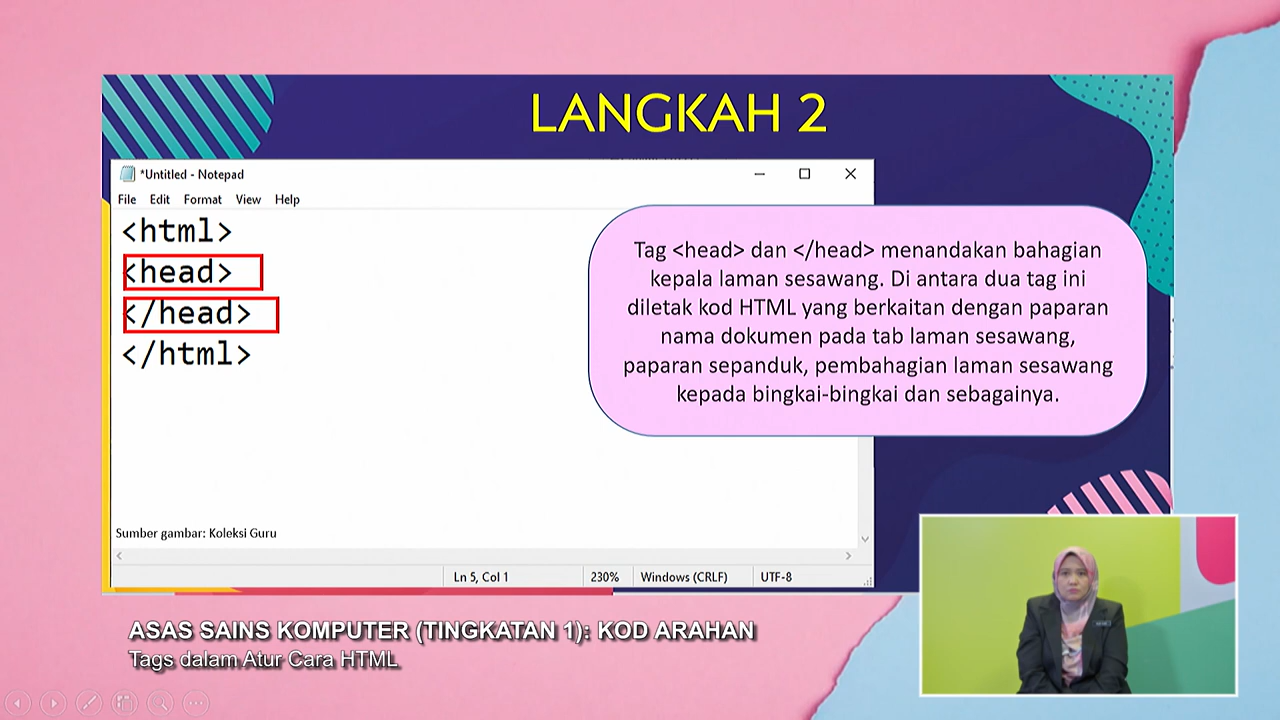 LANGKAH 2
*Untitled - Notepad
File Edit Format View Help
<html>
<head>
</head>
</html>
Tag <head> dan </head> menandakan bahagian
kepala laman sesawang. Di antara dua tag ini
diletak kod HTML yang berkaitan dengan paparan
nama dokumen pada tab laman sesawang,
paparan sepanduk, pembahagian laman sesawang
kepada bingkai-bingkai dan sebagainya.
Sumber gambar: Koleksi Guru
Ln 5, Col 1 230% Windows (CRLF) UTF-8
ASAS SAINS KOMPUTER (TINGKATAN 1): KOD ARAHAN
Tags dalam Atur Cara HTML